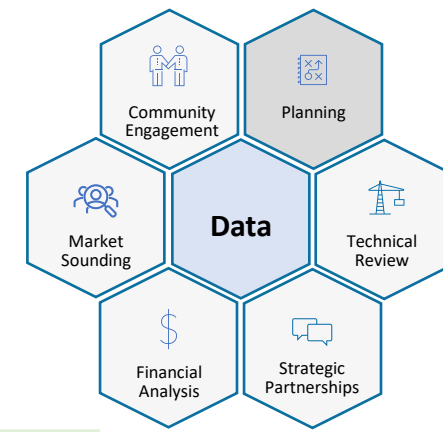 Community
Engagement
Planning
Market
Sounding
Data
Technical
Review
Financial
Analysis
Strategic
Partnerships